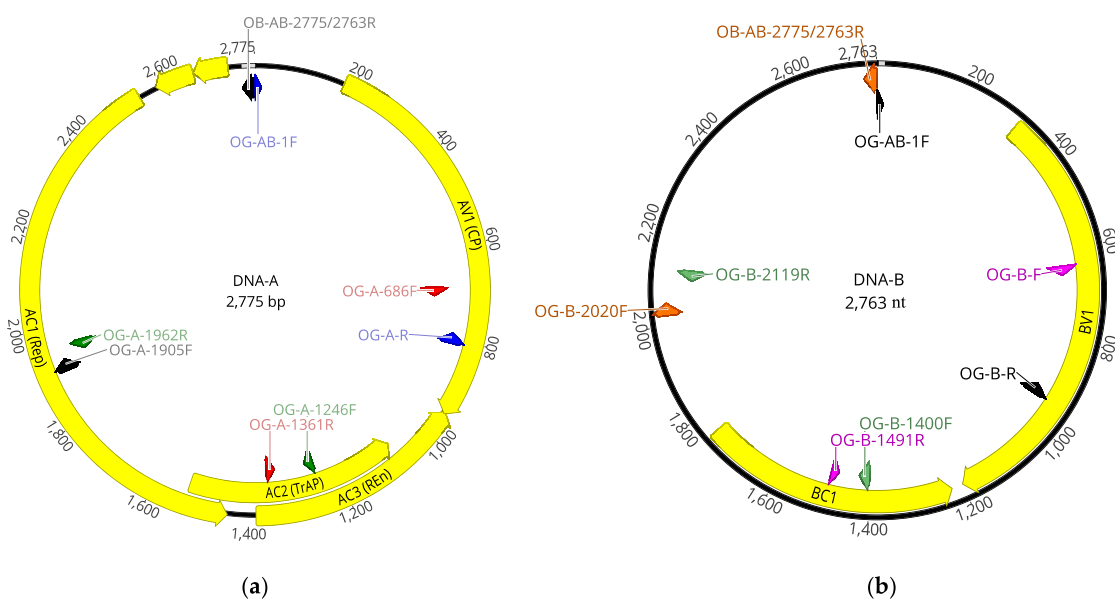 OB-AB-2775/2763R
2,775
200
400
600
800
1,000
1,200
1,400
1,600
1,800
2,000
2,200
2,400
2,600
OG-AB-1F
AV1 (CP)
DNA-A
2,775 bp
OG-A-686F
OG-A-R
AC1 (Rep)
OG-A-1962R
OG-A-1905F
OG-A-1246F
OG-A-1361R
AC2 (TrAP)
AC3 (REn)
(a)
OB-AB-2775/2763R
2,763
200
400
600
800
1,000
1,200
1,400
1,600
1,800
2,000
2,200
2,400
2,600
OG-AB-1F
OG-B-2119R
DNA-B
2,763 nt
OG-B-F
OG-B-2020F
BV1
OG-B-R
OG-B-1400F
OG-B-1491R
BC1
(b)